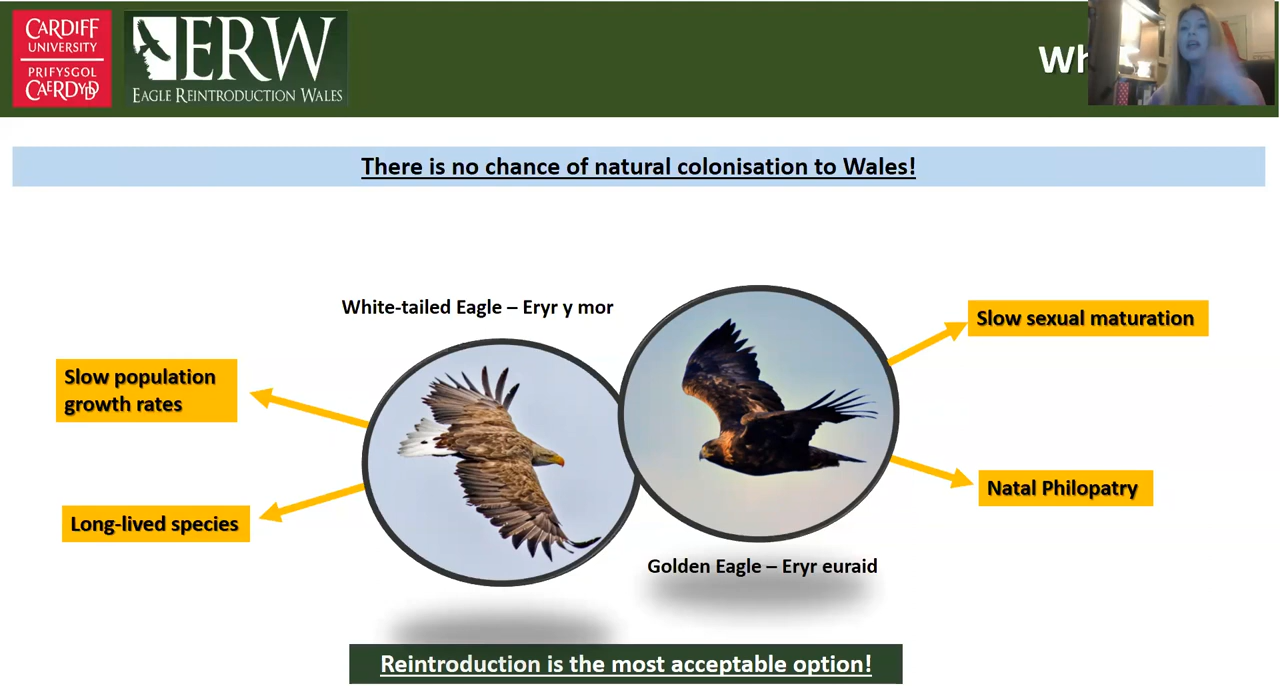 CARDIFF
UNIVERSITY
PRIFYSGOL
CAERDYDD
ERW
EAGLE REINTRODUCTION WALES
There is no chance of natural colonisation to Wales!
White-tailed Eagle – Eryr y mor
Slow sexual maturation
Slow population
growth rates
Natal Philopatry
Long-lived species
Golden Eagle – Eryr euraid
Reintroduction is the most acceptable option!